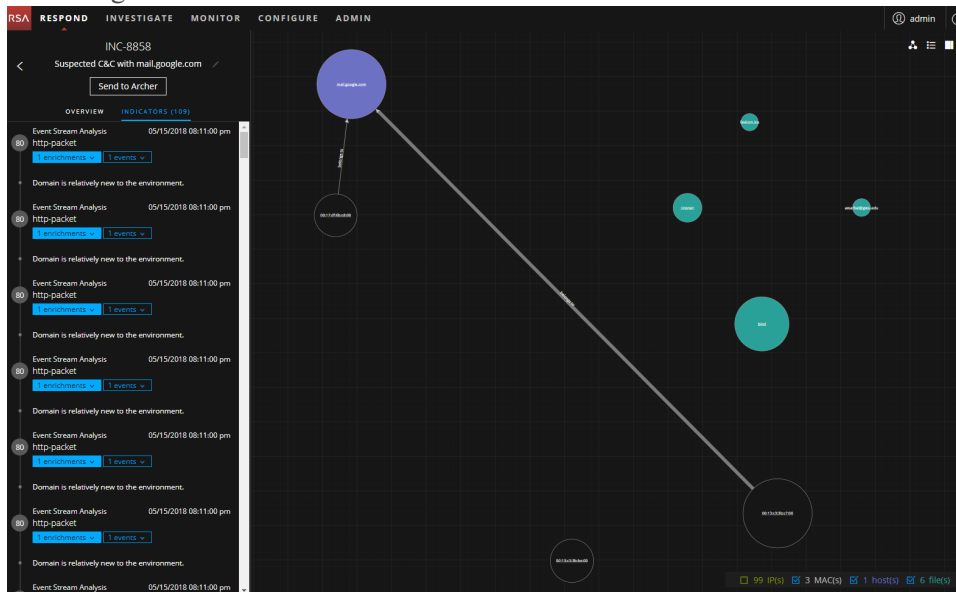 RSA RESPOND INVESTIGATE MONITOR CONFIGURE ADMIN admin
INC-8858
Suspected C&C with mail.google.com
Send to Archer
OVERVIEW INDICATORS (109)
Event Stream Analysis 05/15/2018 08:11:00 pm
80 http-packet
1 enrichments 1 events
Domain is relatively new to the environment.
Event Stream Analysis 05/15/2018 08:11:00 pm
80 http-packet
1 enrichments 1 events
Domain is relatively new to the environment.
Event Stream Analysis 05/15/2018 08:11:00 pm
80 http-packet
1 enrichments 1 events
Domain is relatively new to the environment.
Event Stream Analysis 05/15/2018 08:11:00 pm
80 http-packet
1 enrichments 1 events
Domain is relatively new to the environment.
Event Stream Analysis 05/15/2018 08:11:00 pm
80 http-packet
1 enrichments 1 events
Domain is relatively new to the environment.
Event Stream Analysis 05/15/2018 08:11:00 pm
80 http-packet
1 enrichments 1 events
Domain is relatively new to the environment.
Event Stream Analysis 05/15/2018 08:11:00 pm
mail.google.com
belongs to
belongs to
99 IP(s) 3 MAC(s) 1 host(s) 6 file(s)